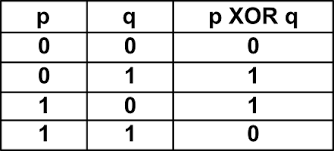 p q p XOR q
0 0 0
0 1 1
1 0 1
1 1 0